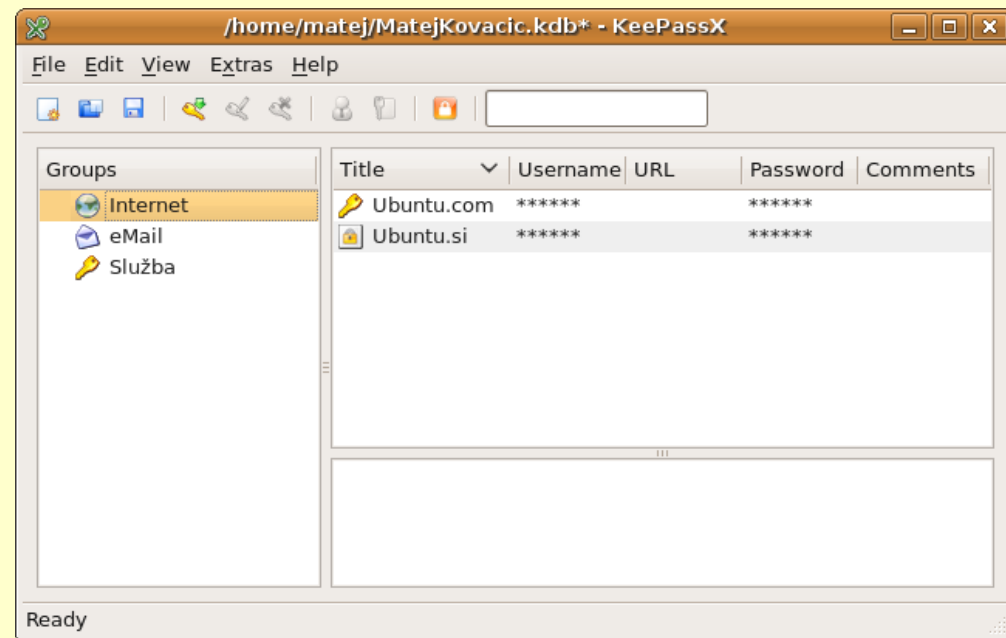 /home/matej/MatejKovacic.kdb* - KeePassX
File Edit View Extras Help
Groups
Internet
eMail
Služba
Title Username URL Password Comments
Ubuntu.com ****** ******
Ubuntu.si ****** ******
Ready